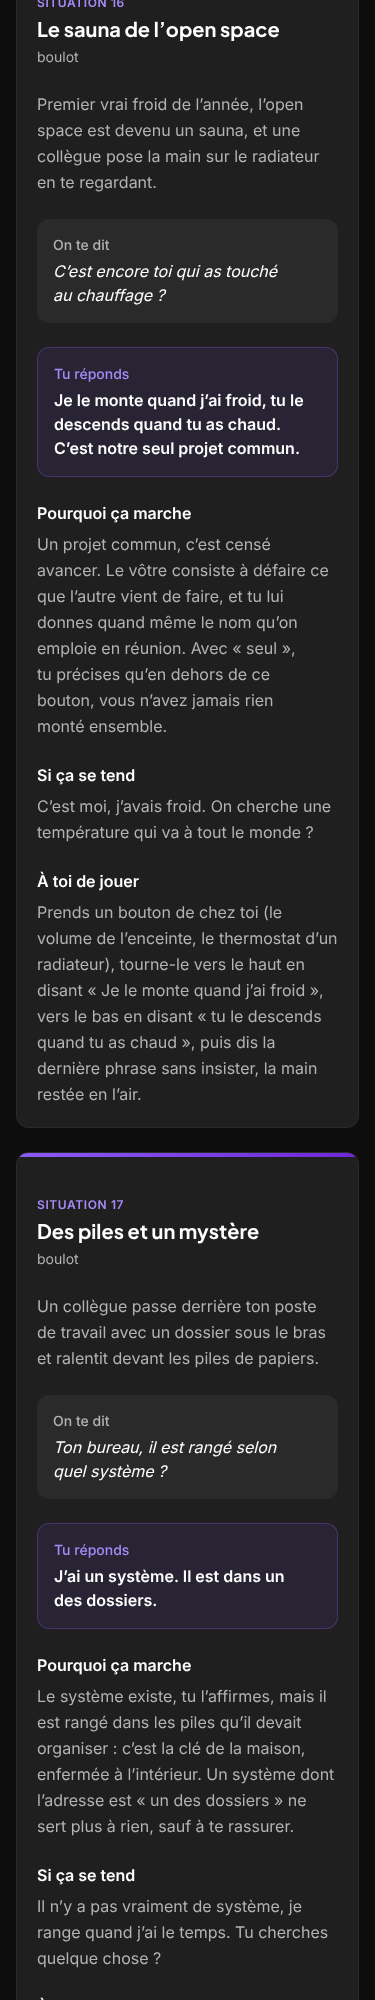 SITUATION 16
Le sauna de l’open space
boulot
Premier vrai froid de l’année, l’open
space est devenu un sauna, et une
collègue pose la main sur le radiateur
en te regardant.
On te dit
C’est encore toi qui as touché
au chauffage ?
Tu réponds
Je le monte quand j’ai froid, tu le
descends quand tu as chaud.
C’est notre seul projet commun.
Pourquoi ça marche
Un projet commun, c’est censé
avancer. Le vôtre consiste à défaire ce
que l’autre vient de faire, et tu lui
donnes quand même le nom qu’on
emploie en réunion. Avec « seul »,
tu précises qu’en dehors de ce
bouton, vous n’avez jamais rien
monté ensemble.
Si ça se tend
C’est moi, j’avais froid. On cherche une
température qui va à tout le monde ?
À toi de jouer
Prends un bouton de chez toi (le
volume de l’enceinte, le thermostat d’un
radiateur), tourne-le vers le haut en
disant « Je le monte quand j’ai froid »,
vers le bas en disant « tu le descends
quand tu as chaud », puis dis la
dernière phrase sans insister, la main
restée en l’air.
SITUATION 17
Des piles et un mystère
boulot
Un collègue passe derrière ton poste
de travail avec un dossier sous le bras
et ralentit devant les piles de papiers.
On te dit
Ton bureau, il est rangé selon
quel système ?
Tu réponds
J’ai un système. Il est dans un
des dossiers.
Pourquoi ça marche
Le système existe, tu l’affirmes, mais il
est rangé dans les piles qu’il devait
organiser : c’est la clé de la maison,
enfermée à l’intérieur. Un système dont
l’adresse est « un des dossiers » ne
sert plus à rien, sauf à te rassurer.
Si ça se tend
Il n’y a pas vraiment de système, je
range quand j’ai le temps. Tu cherches
quelque chose ?